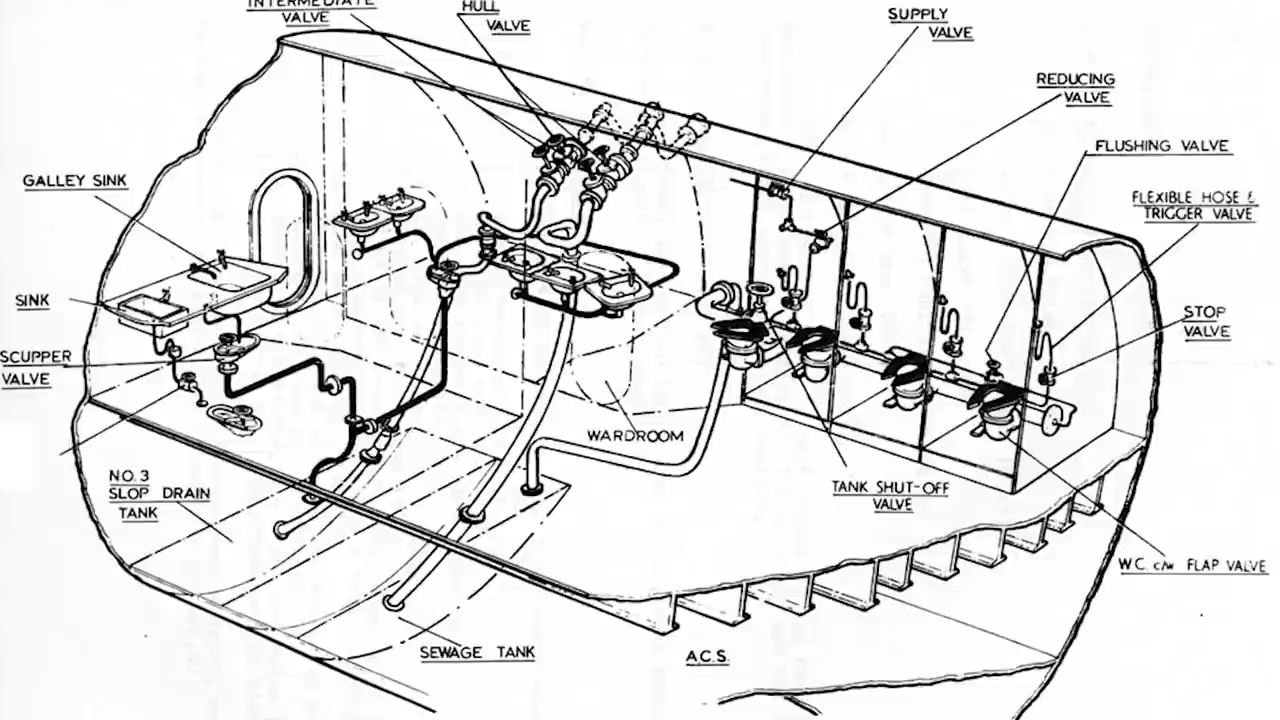 INTERMEDIATE
VALVE
HULL
VALVE
SUPPLY
VALVE
REDUCING
VALVE
FLUSHING VALVE
FLEXIBLE HOSE &
TRIGGER VALVE
GALLEY SINK
SINK
STOP
VALVE
SCUPPER
VALVE
WARDROOM
NO.3
SLOP DRAIN
TANK
TANK SHUT-OFF
VALVE
W.C. c/w FLAP VALVE
SEWAGE TANK
A.C.S.